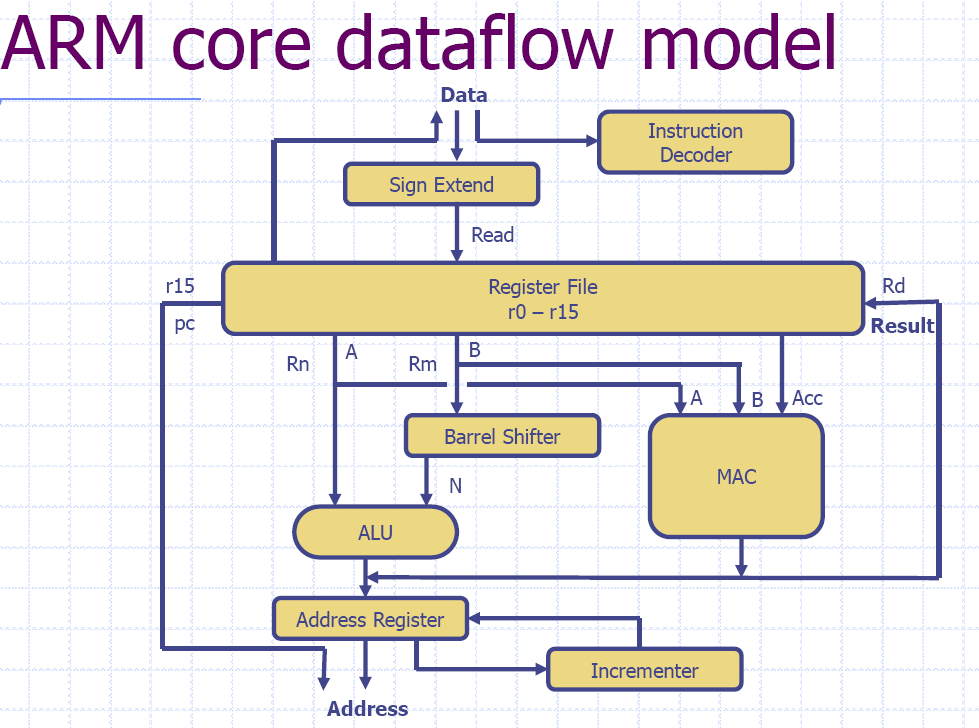 ARM core dataflow model
Data
Instruction
Decoder
Sign Extend
Read
r15
pc
Register File
r0 – r15
Rd
Result
Rn
A
Rm
B
A
B
Acc
Barrel Shifter
N
MAC
ALU
Address Register
Incrementer
Address